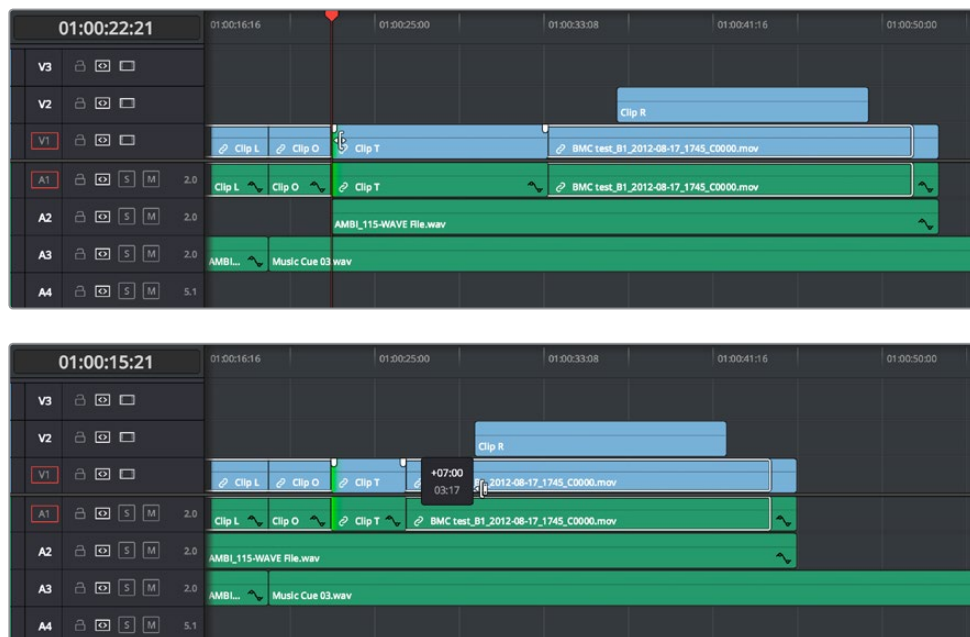 01:00:22:21 01:00:16:16 01:00:25:00 01:00:33:08 01:00:41:16 01:00:50:00
V3
V2 Clip R
V1 Clip L Clip O Clip T BMC test_B1_2012-08-17_1745_C0000.mov
A1 S M 2.0 Clip L Clip O Clip T BMC test_B1_2012-08-17_1745_C0000.mov
A2 S M 2.0 AMBI_115-WAVE File.wav
A3 S M 2.0 AMBI... Music Cue 03.wav
A4 S M 5.1
01:00:15:21 01:00:16:16 01:00:25:00 01:00:33:08 01:00:41:16 01:00:50:00
V3
V2 Clip R
+07:00
V1 Clip L Clip O Clip T 2012-08-17_1745_C0000.mov
03:17
A1 S M 2.0 Clip L Clip O Clip T BMC test_B1_2012-08-17_1745_C0000.mov
A2 S M 2.0 AMBI_115-WAVE File.wav
A3 S M 2.0 AMBI... Music Cue 03.wav
A4 S M 5.1